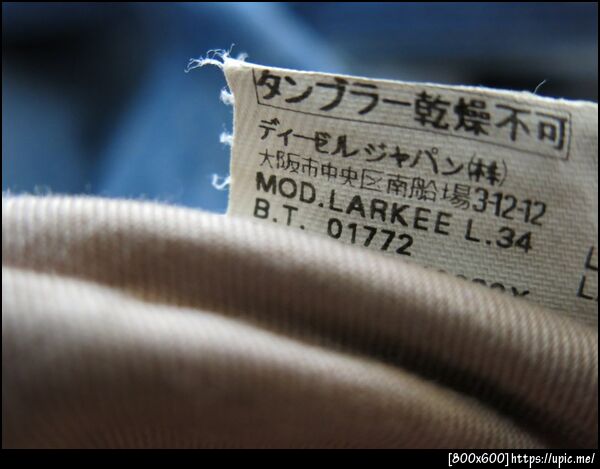 タンブラー乾燥不可
ディーゼルジャパン(株)
大阪市中央区南船場3-12-12
MOD.LARKEE L.34
B.T. 01772
[800x600]https://upic.me/